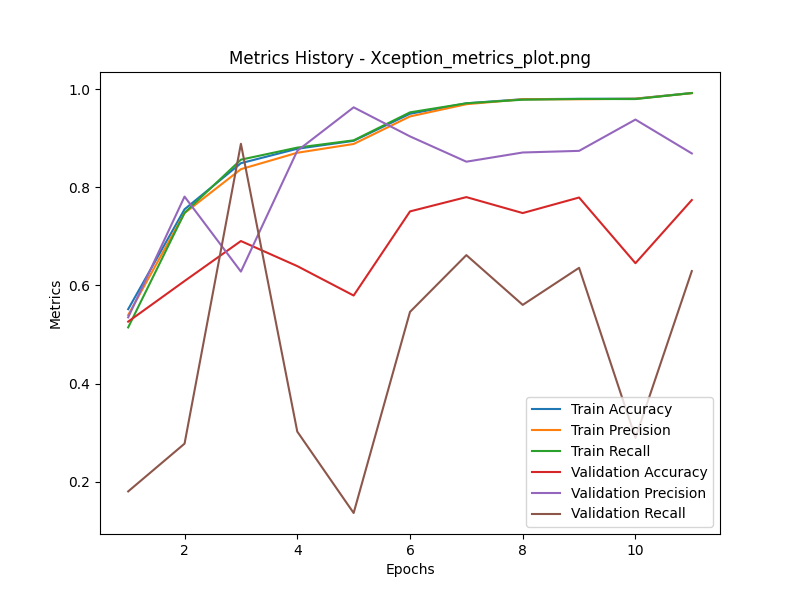 Metrics History - Xception_metrics_plot.png
1.0
0.8
0.6
0.4
0.2
Metrics
Train Accuracy
Train Precision
Train Recall
Validation Accuracy
Validation Precision
Validation Recall
2 4 6 8 10
Epochs